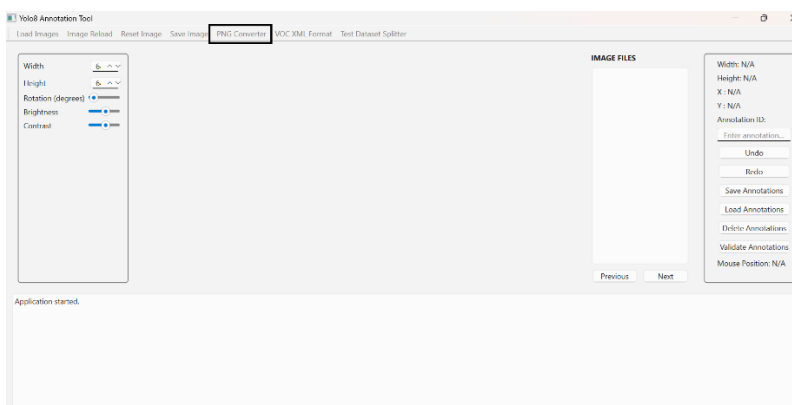 Yolo8 Annotation Tool
Load Images Image Reload Reset Image Save Image PNG Converter VOC XML Format Test Dataset Splitter
Width
Height
Rotation (degrees)
Brightness
Contrast
IMAGE FILES
Previous Next
Width: N/A
Height: N/A
X : N/A
Y : N/A
Annotation ID:
Enter annotation...
Undo
Redo
Save Annotations
Load Annotations
Delete Annotations
Validate Annotations
Mouse Position: N/A
Application started.